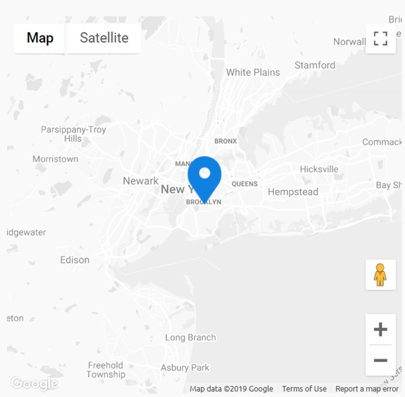 Map
Satellite
Norwalk
Stamford
White Plains
Parsippany-Troy
Hills
BRONX
Commack
Morristown
Hicksville
Newark
QUEENS
Hempstead
Bay Sh
New Y
BROOKLYN
idgewater
Edison
eton
Long Branch
Freehold
Township
Asbury Park
Google
Map data ©2019 Google
Terms of Use
Report a map error